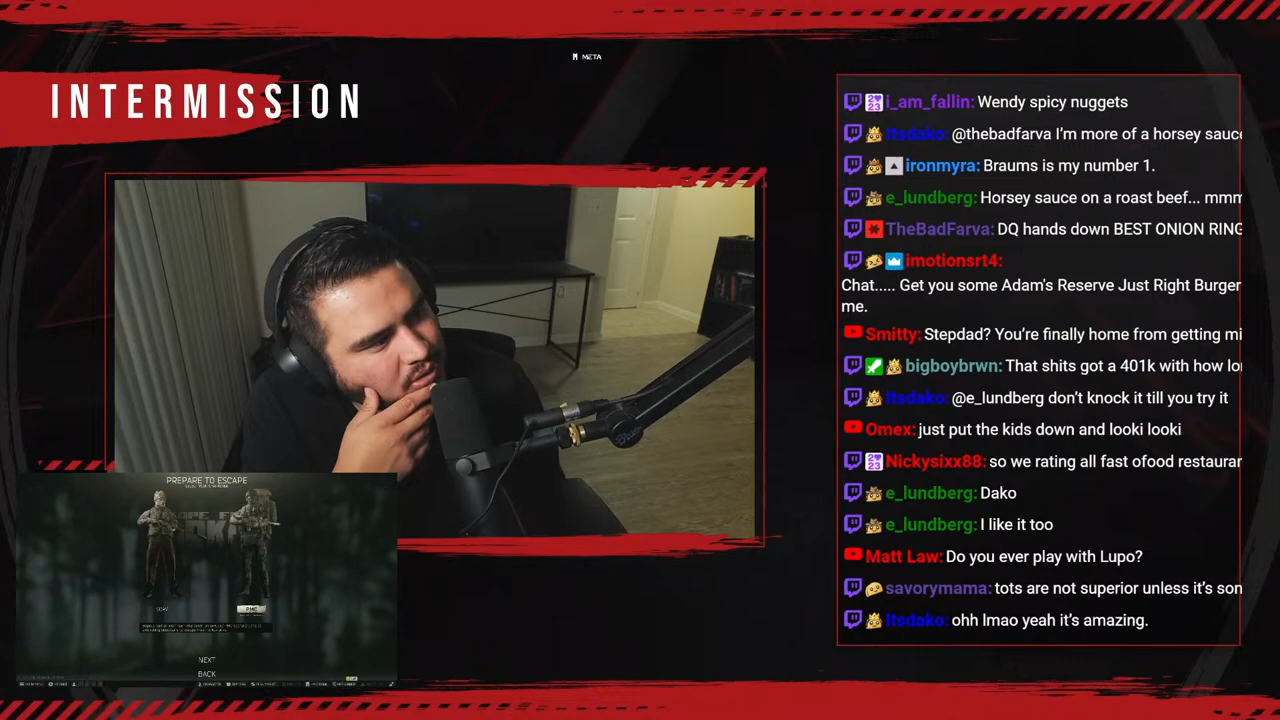 META
INTERMISSION
i_am_fallin: Wendy spicy nuggets
Itsdako: @thebadfarva I'm more of a horsey sauce
ironmyra: Braums is my number 1.
e_lundberg: Horsey sauce on a roast beef... mmm
TheBadFarva: DQ hands down BEST ONION RING
imotionsrt4:
Chat..... Get you some Adam's Reserve Just Right Burger
me.
Smitty: Stepdad? You're finally home from getting mi
bigboybrwn: That shits got a 401k with how lo
Itsdako: @e_lundberg don't knock it till you try it
Omex: just put the kids down and looki looki
Nickysixx88: so we rating all fast ofood restaurar
e_lundberg: Dako
e_lundberg: I like it too
Matt Law: Do you ever play with Lupo?
savorymama: tots are not superior unless it's son
Itsdako: ohh lmao yeah it's amazing.
PREPARE TO ESCAPE
SCAV
PMC
NEXT
BACK